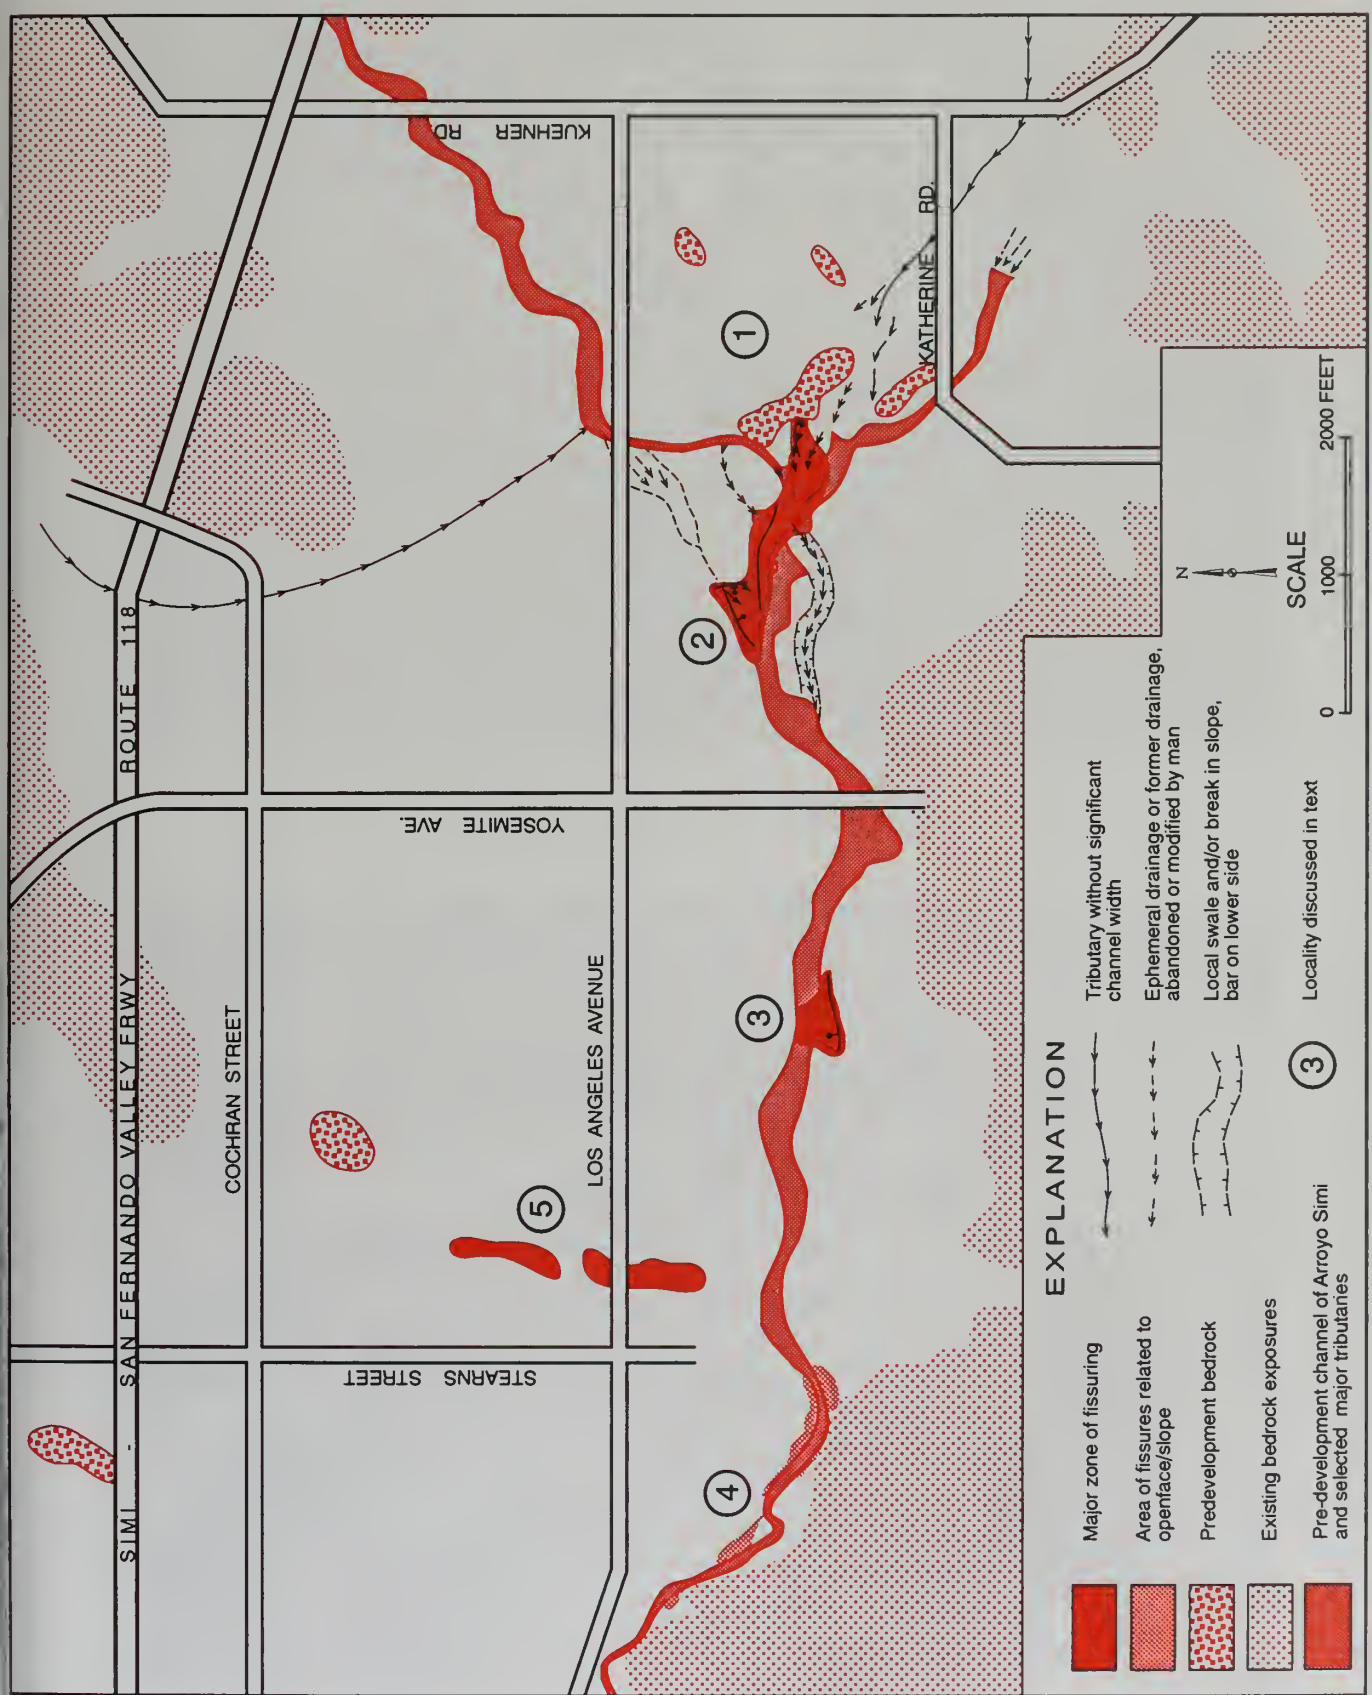 SIMI - SAN FERNANDO VALLEY FRWY
ROUTE 118
COCHRAN STREET
LOS ANGELES AVENUE
STEARNS STREET
YOSEMITE AVE.
KUEHNER RD.
KATHERINE RD.
1
2
3
4
5
EXPLANATION
Major zone of fissuring
Area of fissures related to
openface/slope
Predevelopment bedrock
Existing bedrock exposures
Pre-development channel of Arroyo Simi
and selected major tributaries
Tributary without significant
channel width
Ephemeral drainage or former drainage,
abandoned or modified by man
Local swale and/or break in slope,
bar on lower side
3
Locality discussed in text
N
SCALE
0 1000 2000 FEET